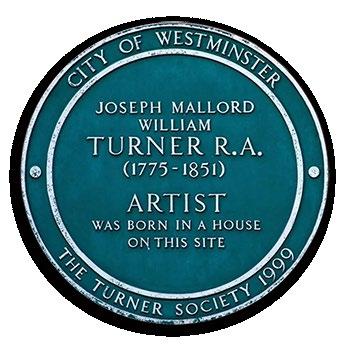 CITY OF WESTMINSTER
JOSEPH MALLORD
WILLIAM
TURNER R.A.
(1775-1851)
ARTIST
WAS BORN IN A HOUSE
ON THIS SITE
THE TURNER SOCIETY 1999